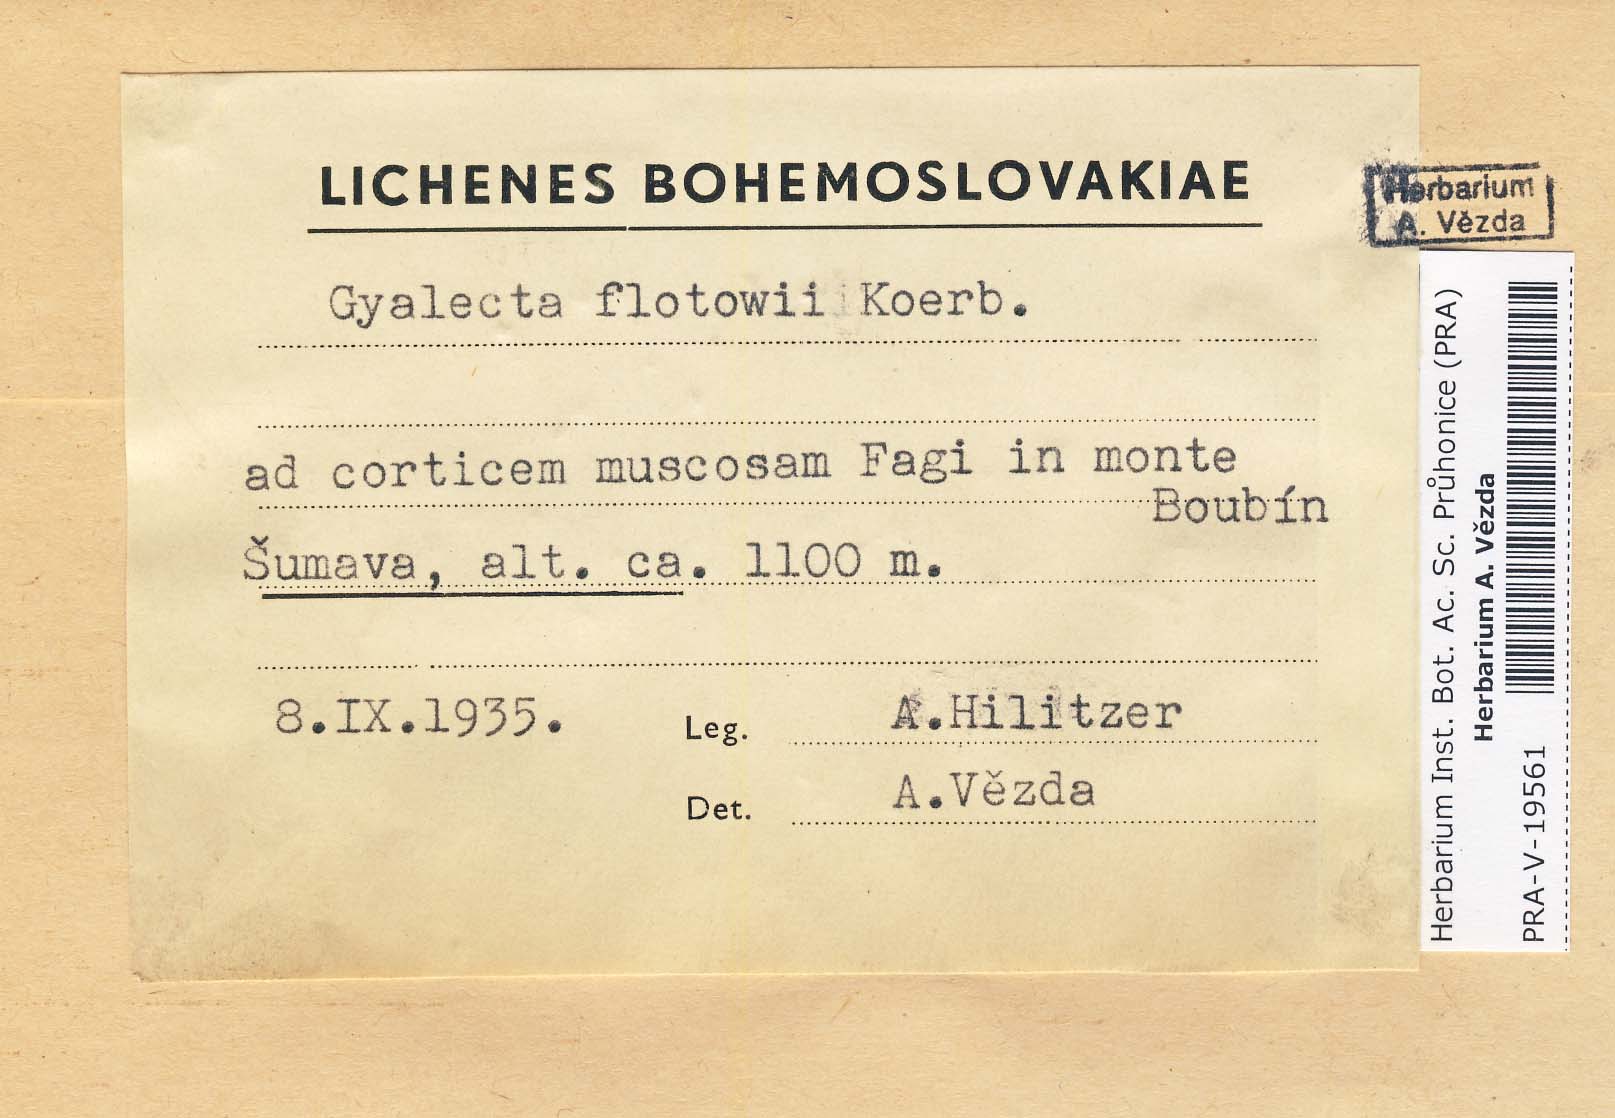 LICHENES BOHEMOSLOVAKIAE
Herbarium
A. Vězda
Gyalecta flotowii Koerb.
ad corticem muscosam Fagi in monte
Boubín
Šumava, alt. ca. 1100 m.
8.IX.1935.
Leg. A.Hilitzer
Det. A.Vězda
Herbarium Inst. Bot. Ac. Sc. Průhonice (PRA)
Herbarium A. Vězda
PRA-V-19561